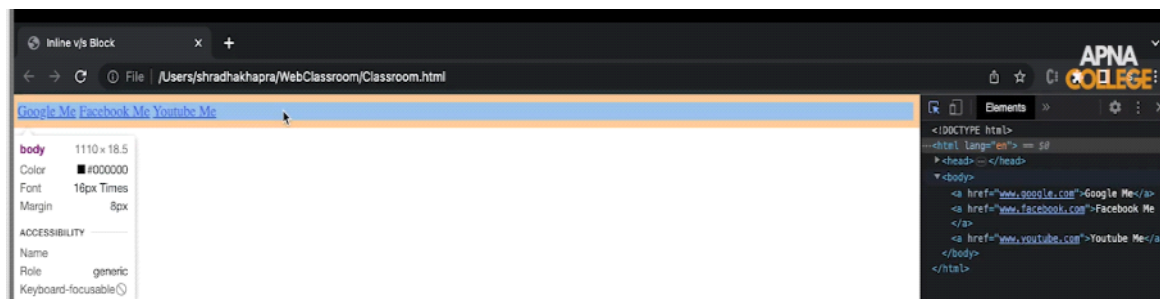 Inline v/s Block
File
/Users/shradhakhapra/WebClassroom/Classroom.html
APNA
COLLEGE
Google Me Facebook Me Youtube Me
body 1110 × 18.5
Color #000000
Font 16px Times
Margin 8px
ACCESSIBILITY
Name
Role generic
Keyboard-focusable
Elements
<!DOCTYPE html>
<html lang="en"> == $0
<head> </head>
<body>
<a href="www.google.com">Google Me</a>
<a href="www.facebook.com">Facebook Me
</a>
<a href="www.youtube.com">Youtube Me</a
</body>
</html>